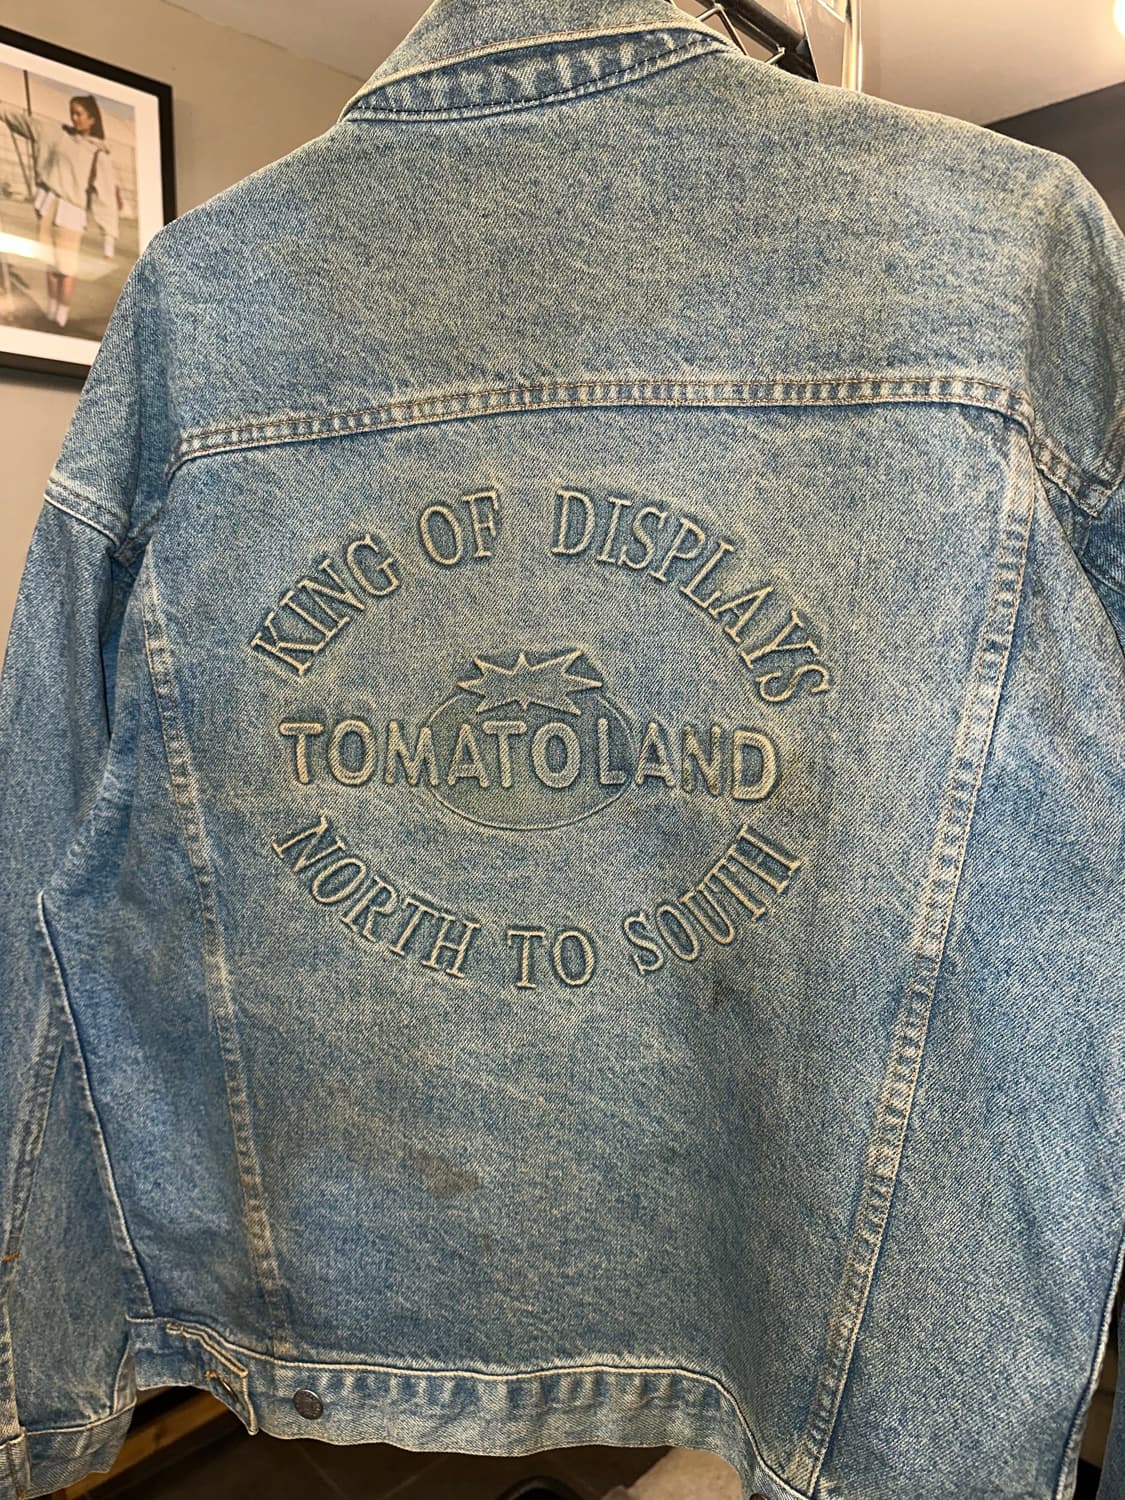 KING OF DISPLAYS
TOMATOLAND
NORTH TO SOUTH